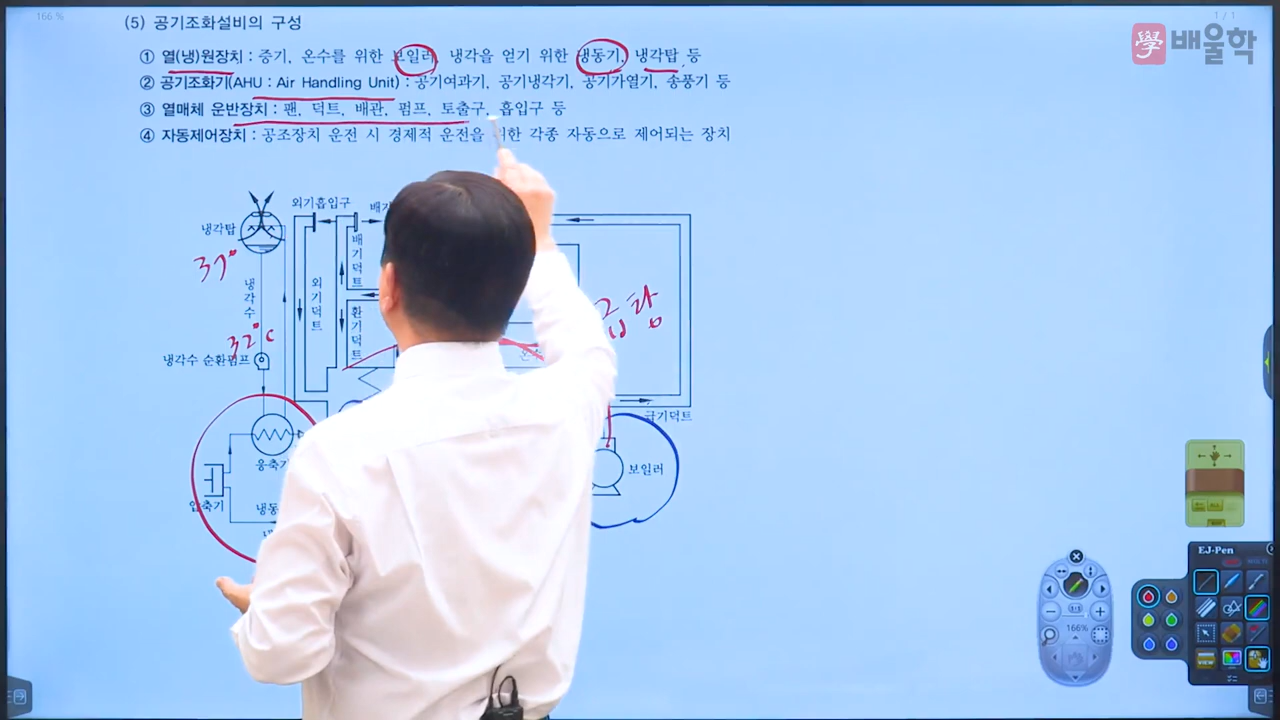 166 %
1 / 1
學 배울학
(5) 공기조화설비의 구성
① 열(냉)원장치 : 증기, 온수를 위한 보일러, 냉각을 얻기 위한 냉동기, 냉각탑 등
② 공기조화기(AHU : Air Handling Unit) : 공기여과기, 공기냉각기, 공기가열기, 송풍기 등
③ 열매체 운반장치 : 팬, 덕트, 배관, 펌프, 토출구, 흡입구 등
④ 자동제어장치 : 공조장치 운전 시 경제적 운전을 위한 각종 자동으로 제어되는 장치
외기흡입구
냉각탑
배기덕트
37°
냉각수
외기덕트
환기덕트
32°C
온수
냉각수 순환펌프
급기덕트
응축기
보일러
압축기
냉동
EJ-Pen
166%
VIEW